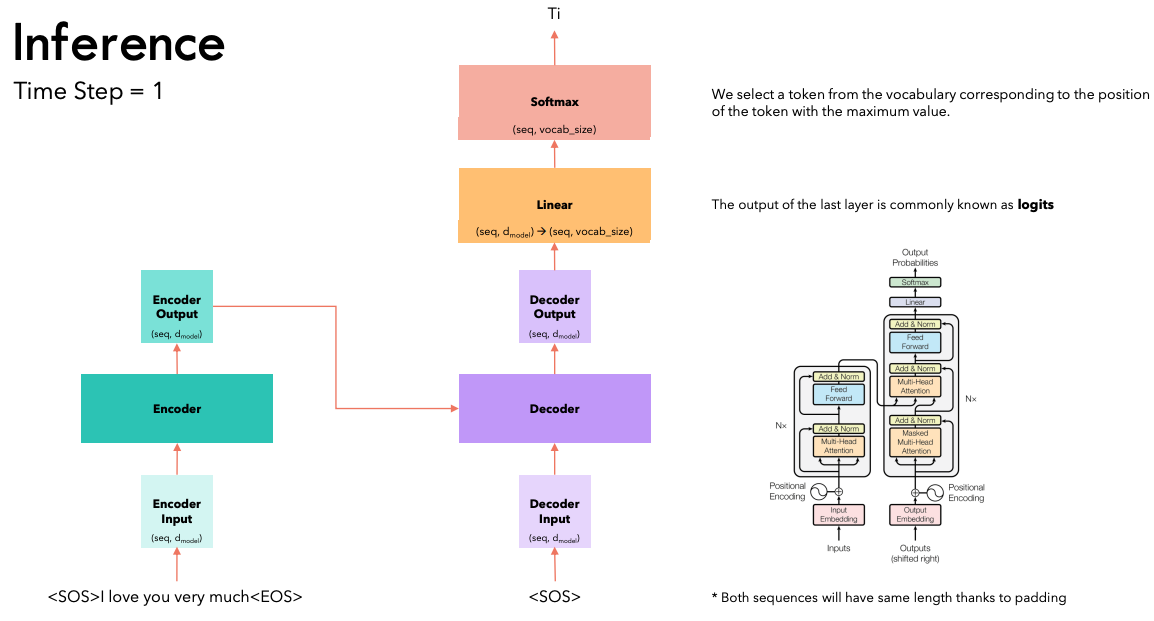 Inference
Time Step = 1
Ti
Softmax
(seq, vocab_size)
We select a token from the vocabulary corresponding to the position
of the token with the maximum value.
Linear
(seq, dmodel) → (seq, vocab_size)
The output of the last layer is commonly known as logits
Encoder
Output
(seq, dmodel)
Decoder
Output
(seq, dmodel)
Encoder
Decoder
Encoder
Input
(seq, dmodel)
Decoder
Input
(seq, dmodel)
<SOS>I love you very much<EOS>
<SOS>
Output
Probabilities
Softmax
Linear
Add & Norm
Feed
Forward
Add & Norm
Multi-Head
Attention
Add & Norm
Masked
Multi-Head
Attention
N×
Add & Norm
Feed
Forward
Add & Norm
Multi-Head
Attention
N×
Positional
Encoding
Positional
Encoding
Input
Embedding
Output
Embedding
Inputs
Outputs
(shifted right)
* Both sequences will have same length thanks to padding